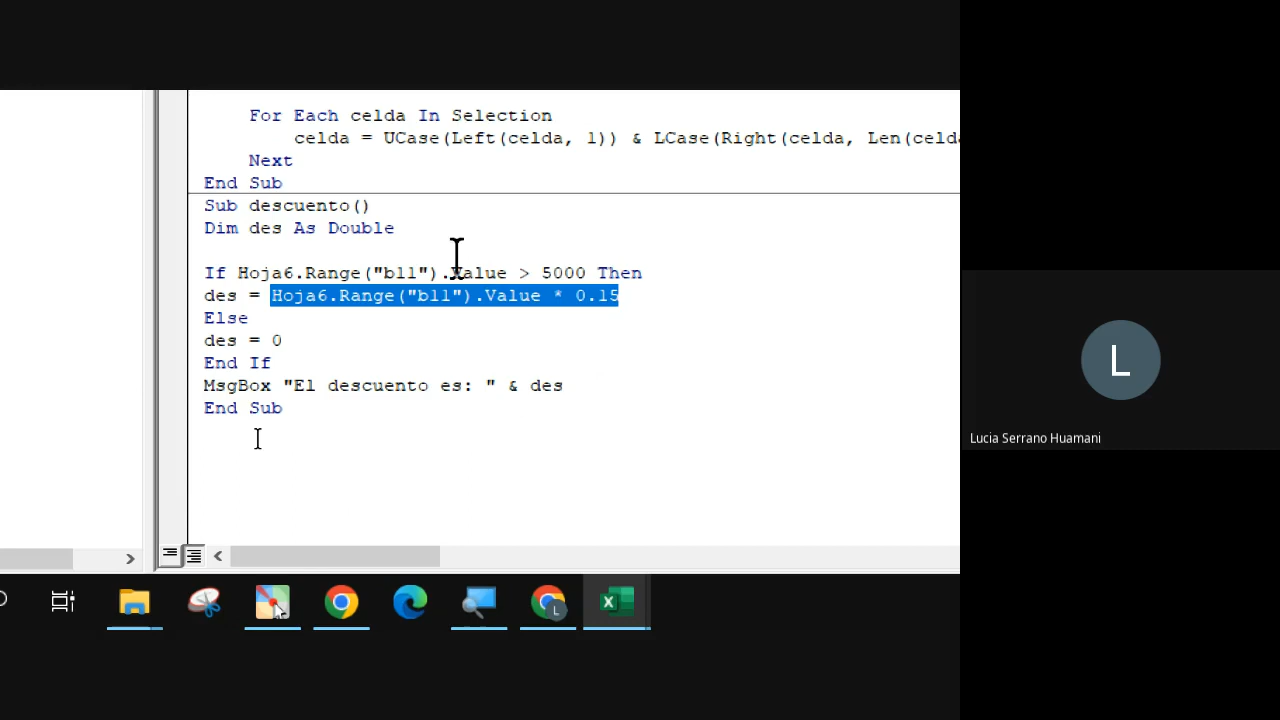 For Each celda In Selection
celda = UCase(Left(celda, 1)) & LCase(Right(celda, Len(celda
Next
End Sub
Sub descuento()
Dim des As Double
If Hoja6.Range("b11").Value > 5000 Then
des = Hoja6.Range("b11").Value * 0.15
Else
des = 0
End If
MsgBox "El descuento es: " & des
End Sub
L
Lucia Serrano Huamani
L
X